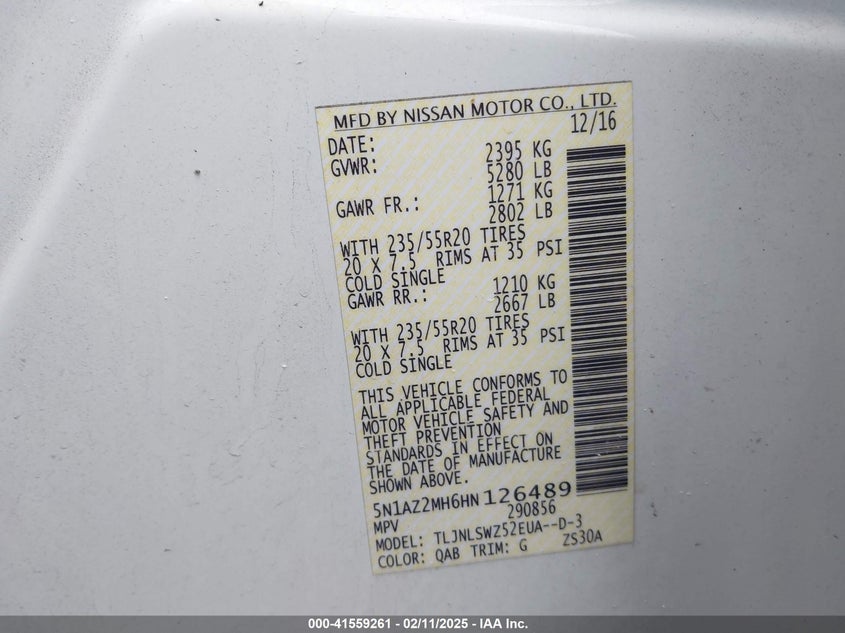 MFD BY NISSAN MOTOR CO., LTD.
DATE: 12/16
GVWR: 2395 KG
5280 LB
GAWR FR.: 1271 KG
2802 LB
WITH 235/55R20 TIRES
20 X 7.5 RIMS AT 35 PSI
COLD SINGLE
GAWR RR.: 1210 KG
2667 LB
WITH 235/55R20 TIRES
20 X 7.5 RIMS AT 35 PSI
COLD SINGLE
THIS VEHICLE CONFORMS TO
ALL APPLICABLE FEDERAL
MOTOR VEHICLE SAFETY AND
THEFT PREVENTION
STANDARDS IN EFFECT ON
THE DATE OF MANUFACTURE
SHOWN ABOVE.
5N1AZ2MH6HN126489
MPV 290856
MODEL: TLJNLSWZ52EUA--D-3
COLOR: QAB TRIM: G ZS30A
000-41559261 - 02/11/2025 - IAA Inc.